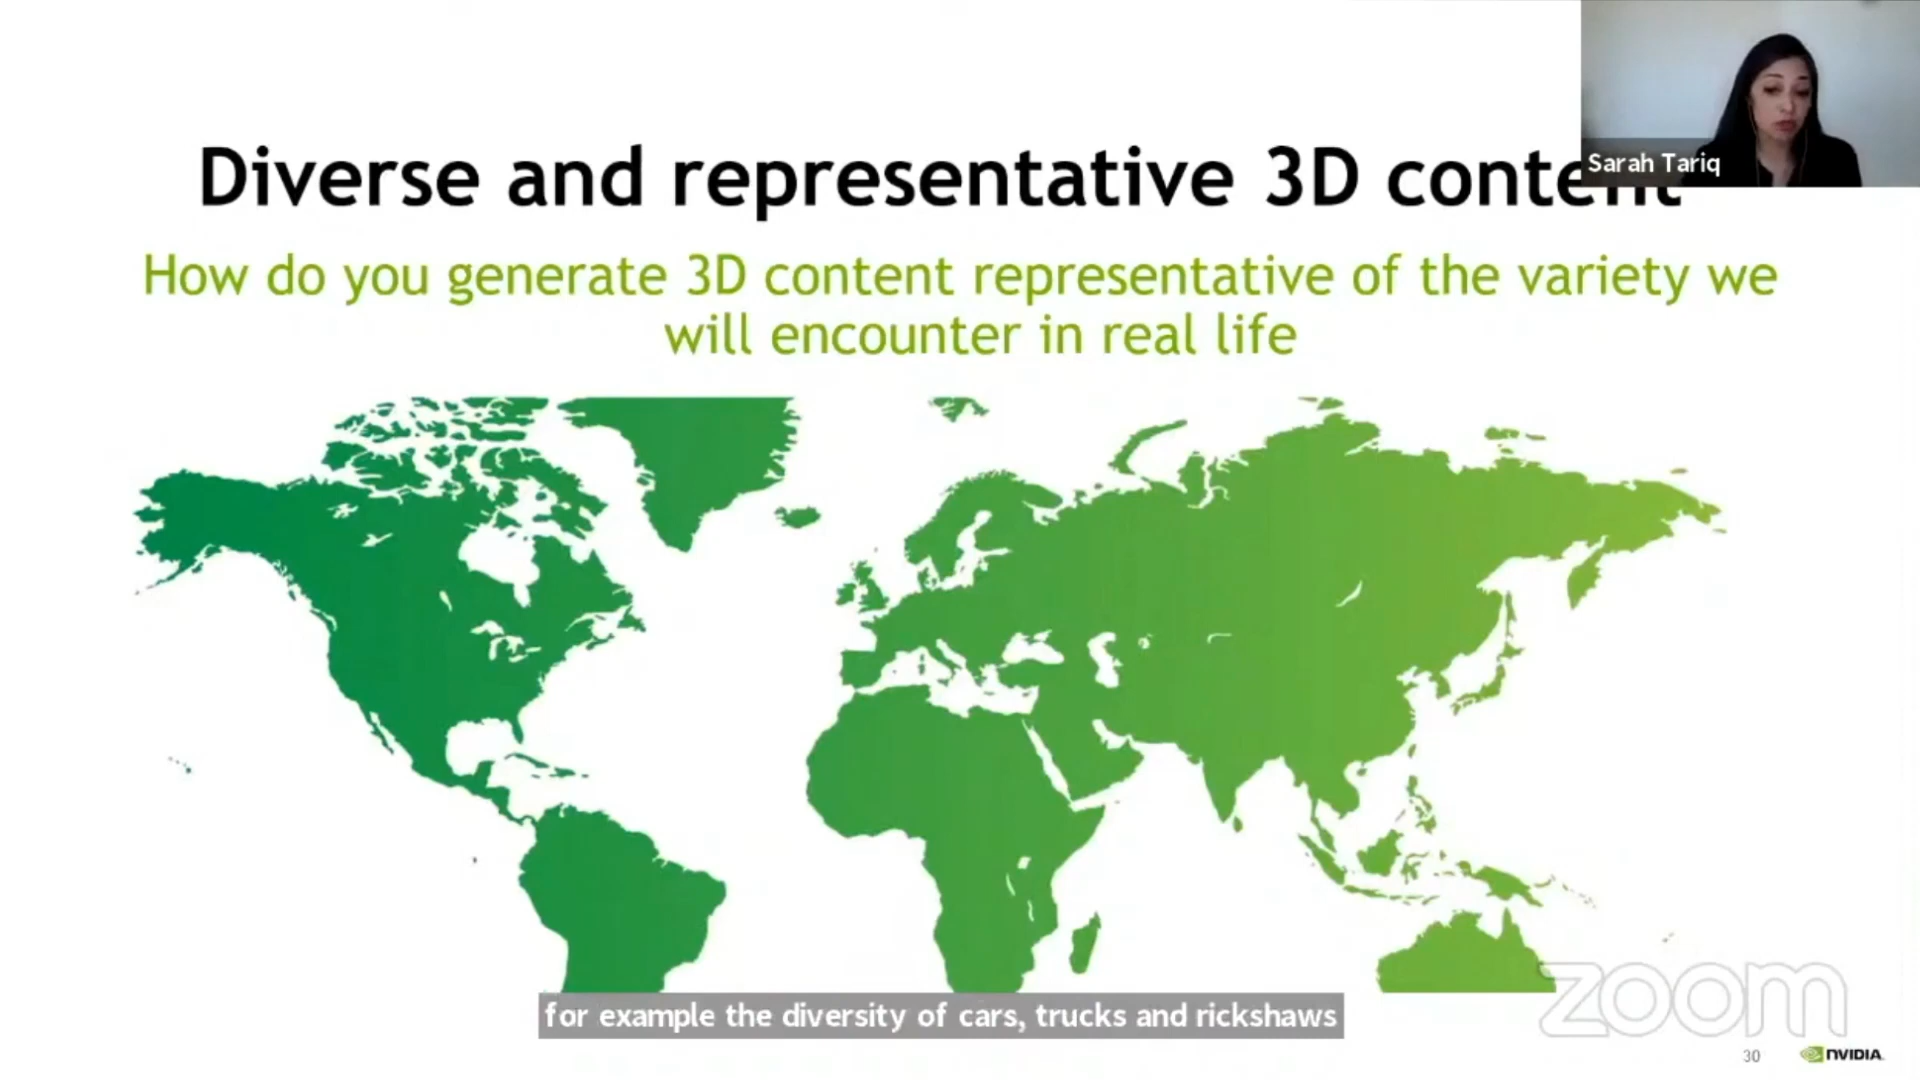 Sarah Tariq
Diverse and representative 3D content
How do you generate 3D content representative of the variety we
will encounter in real life
for example the diversity of cars, trucks and rickshaws
zoom
30
NVIDIA